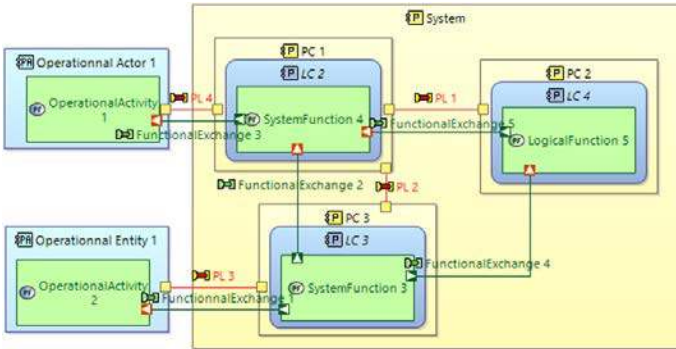 System
PC 1
LC 2
Operationnal Actor 1
OperationalActivity
1
PL 4
SystemFunction 4
FunctionalExchange 3
PL 1
FunctionalExchange 5
PC 2
LC 4
LogicalFunction 5
FunctionalExchange 2
PL 2
PC 3
LC 3
Operationnal Entity 1
OperationalActivity
2
PL 3
FunctionnalExchange 1
SystemFunction 3
FunctionalExchange 4